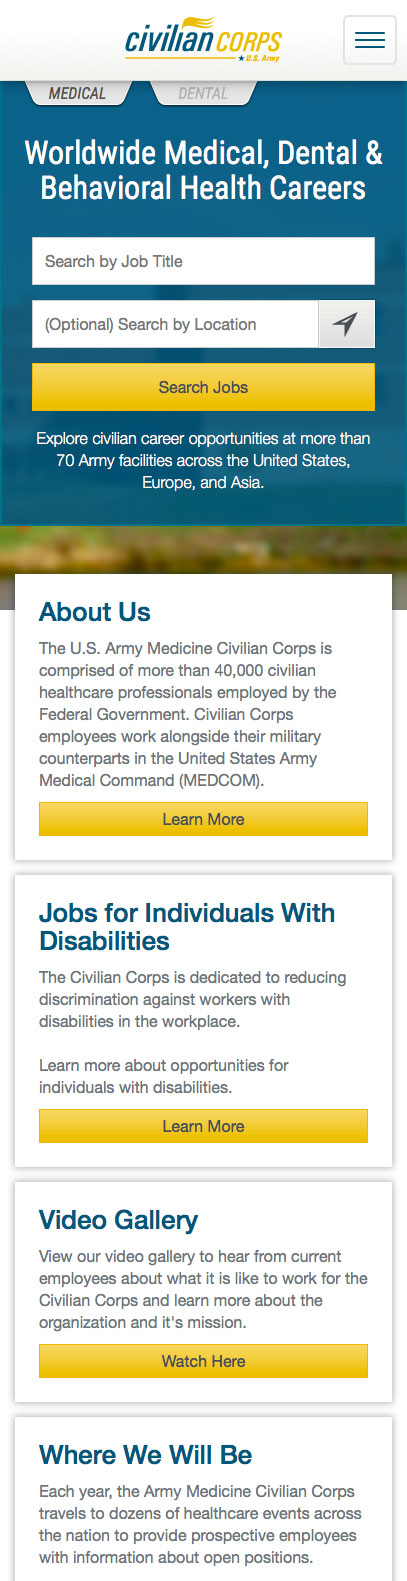 civilian CORPS
★ U.S. Army
MEDICAL
DENTAL
Worldwide Medical, Dental &
Behavioral Health Careers
Search by Job Title
(Optional) Search by Location
Search Jobs
Explore civilian career opportunities at more than
70 Army facilities across the United States,
Europe, and Asia.
About Us
The U.S. Army Medicine Civilian Corps is
comprised of more than 40,000 civilian
healthcare professionals employed by the
Federal Government. Civilian Corps
employees work alongside their military
counterparts in the United States Army
Medical Command (MEDCOM).
Learn More
Jobs for Individuals With
Disabilities
The Civilian Corps is dedicated to reducing
discrimination against workers with
disabilities in the workplace.
Learn more about opportunities for
individuals with disabilities.
Learn More
Video Gallery
View our video gallery to hear from current
employees about what it is like to work for the
Civilian Corps and learn more about the
organization and it's mission.
Watch Here
Where We Will Be
Each year, the Army Medicine Civilian Corps
travels to dozens of healthcare events across
the nation to provide prospective employees
with information about open positions.